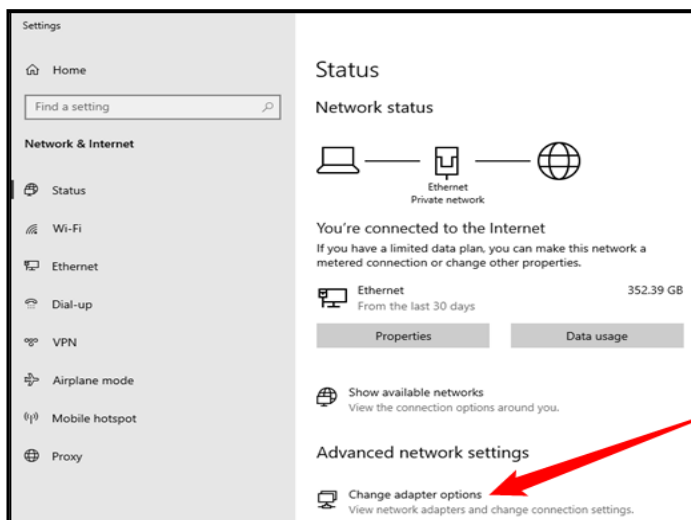 Settings
Home
Find a setting
Network & Internet
Status
Wi-Fi
Ethernet
Dial-up
VPN
Airplane mode
Mobile hotspot
Proxy
Status
Network status
Ethernet
Private network
You're connected to the Internet
If you have a limited data plan, you can make this network a
metered connection or change other properties.
Ethernet 352.39 GB
From the last 30 days
Properties Data usage
Show available networks
View the connection options around you.
Advanced network settings
Change adapter options
View network adapters and change connection settings.